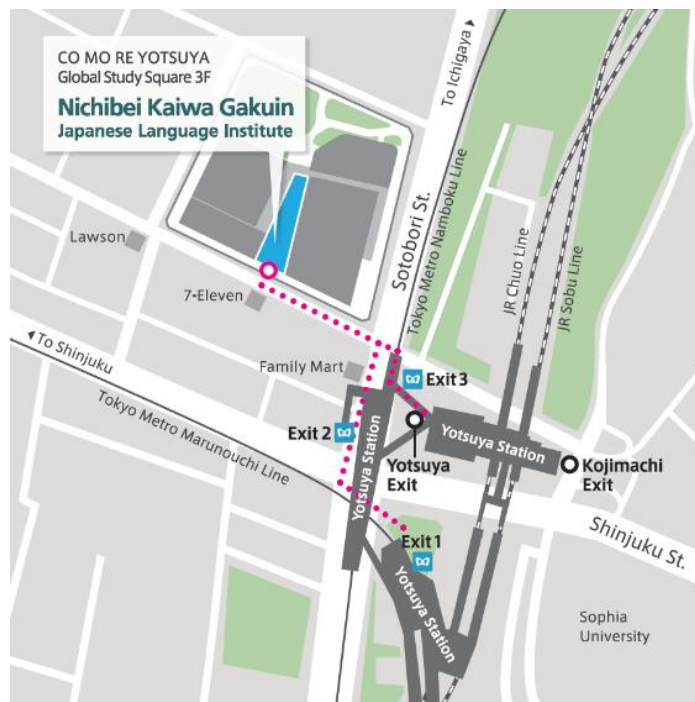 CO MO RE YOTSUYA
Global Study Square 3F
Nichibei Kaiwa Gakuin
Japanese Language Institute
To Ichigaya
Sotobori St.
Tokyo Metro Namboku Line
JR Chuo Line
JR Sobu Line
Lawson
7-Eleven
To Shinjuku
Family Mart
Exit 3
Tokyo Metro Marunouchi Line
Exit 2
Yotsuya Station
Yotsuya Station
Yotsuya
Exit
Kojimachi
Exit
Shinjuku St.
Exit 1
Yotsuya Station
Sophia
University